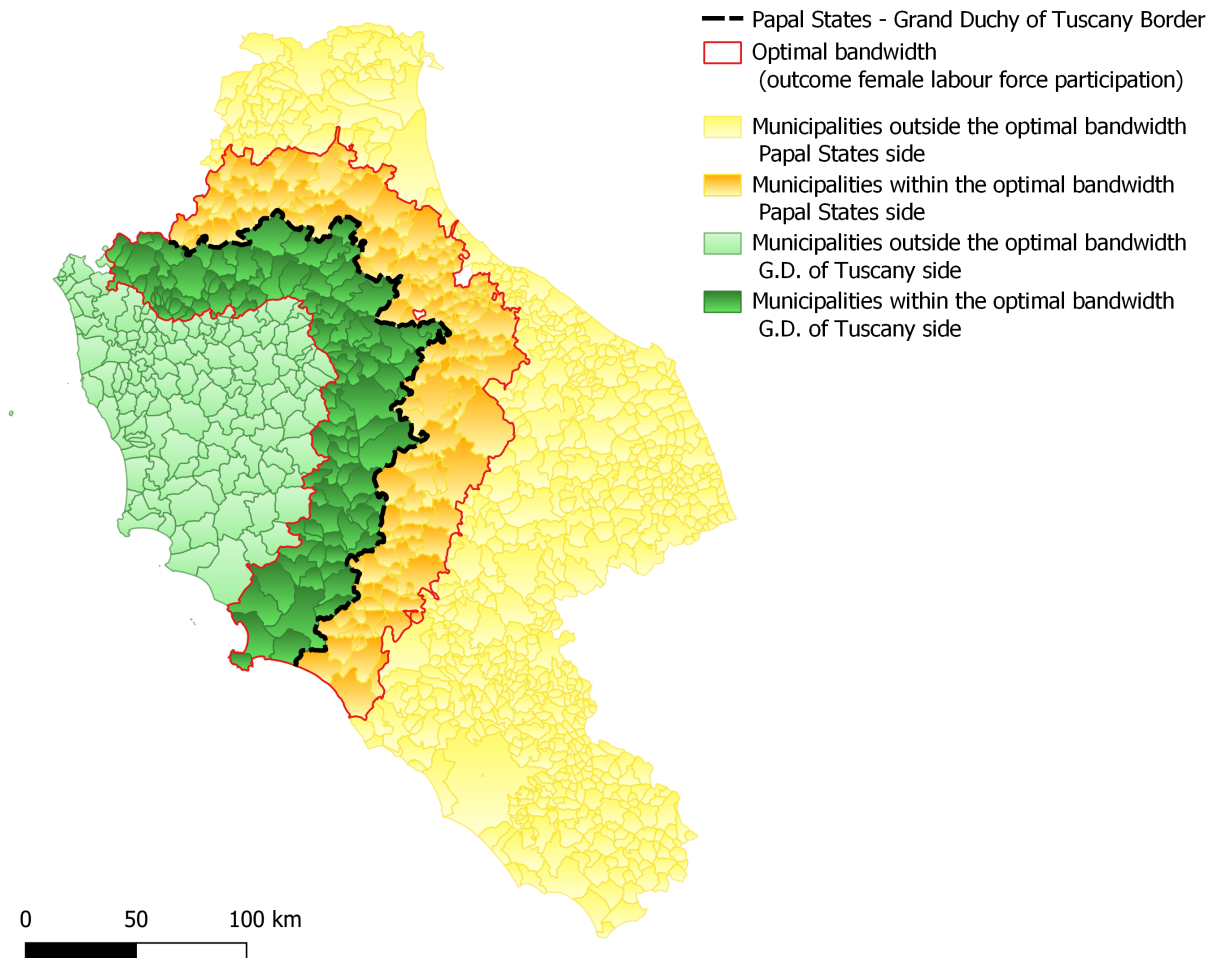 Papal States - Grand Duchy of Tuscany Border
Optimal bandwidth
(outcome female labour force participation)
Municipalities outside the optimal bandwidth
Papal States side
Municipalities within the optimal bandwidth
Papal States side
Municipalities outside the optimal bandwidth
G.D. of Tuscany side
Municipalities within the optimal bandwidth
G.D. of Tuscany side
0 50 100 km